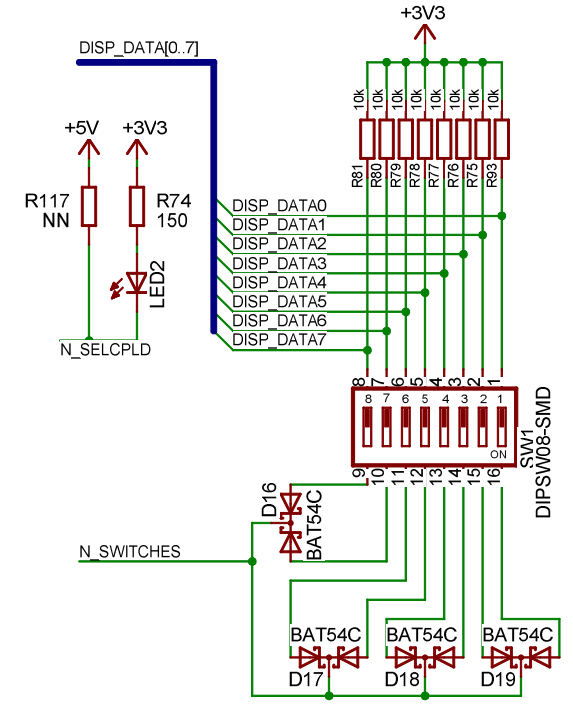 +3V3
DISP_DATA[0..7]
10k 10k 10k 10k 10k 10k 10k 10k
+5V +3V3
R81 R80 R79 R78 R77 R76 R75 R93
R117 R74
NN 150
DISP_DATA0
DISP_DATA1
DISP_DATA2
DISP_DATA3
DISP_DATA4
DISP_DATA5
DISP_DATA6
DISP_DATA7
LED2
N_SELCPLD
8 7 6 5 4 3 2 1
8 7 6 5 4 3 2 1
ON
SW1
DIPSW08-SMD
9 10 11 12 13 14 15 16
D16
BAT54C
N_SWITCHES
BAT54C BAT54C BAT54C
D17 D18 D19